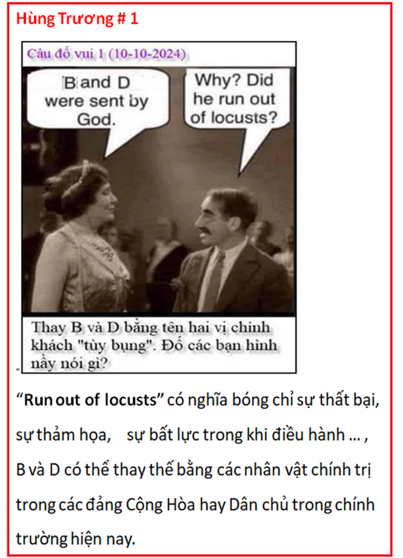 Hùng Trương # 1
Câu đố vui 1 (10-10-2024)
B and D
were sent by
God.
Why? Did
he run out
of locusts?
Thay B và D bằng tên hai vị chính
khách "tùy bụng". Đố các bạn hình
nầy nói gì?
“Run out of locusts” có nghĩa bóng chỉ sự thất bại,
sự thảm họa, sự bất lực trong khi điều hành ... ,
B và D có thể thay thế bằng các nhân vật chính trị
trong các đảng Cộng Hòa hay Dân chủ trong chính
trường hiện nay.